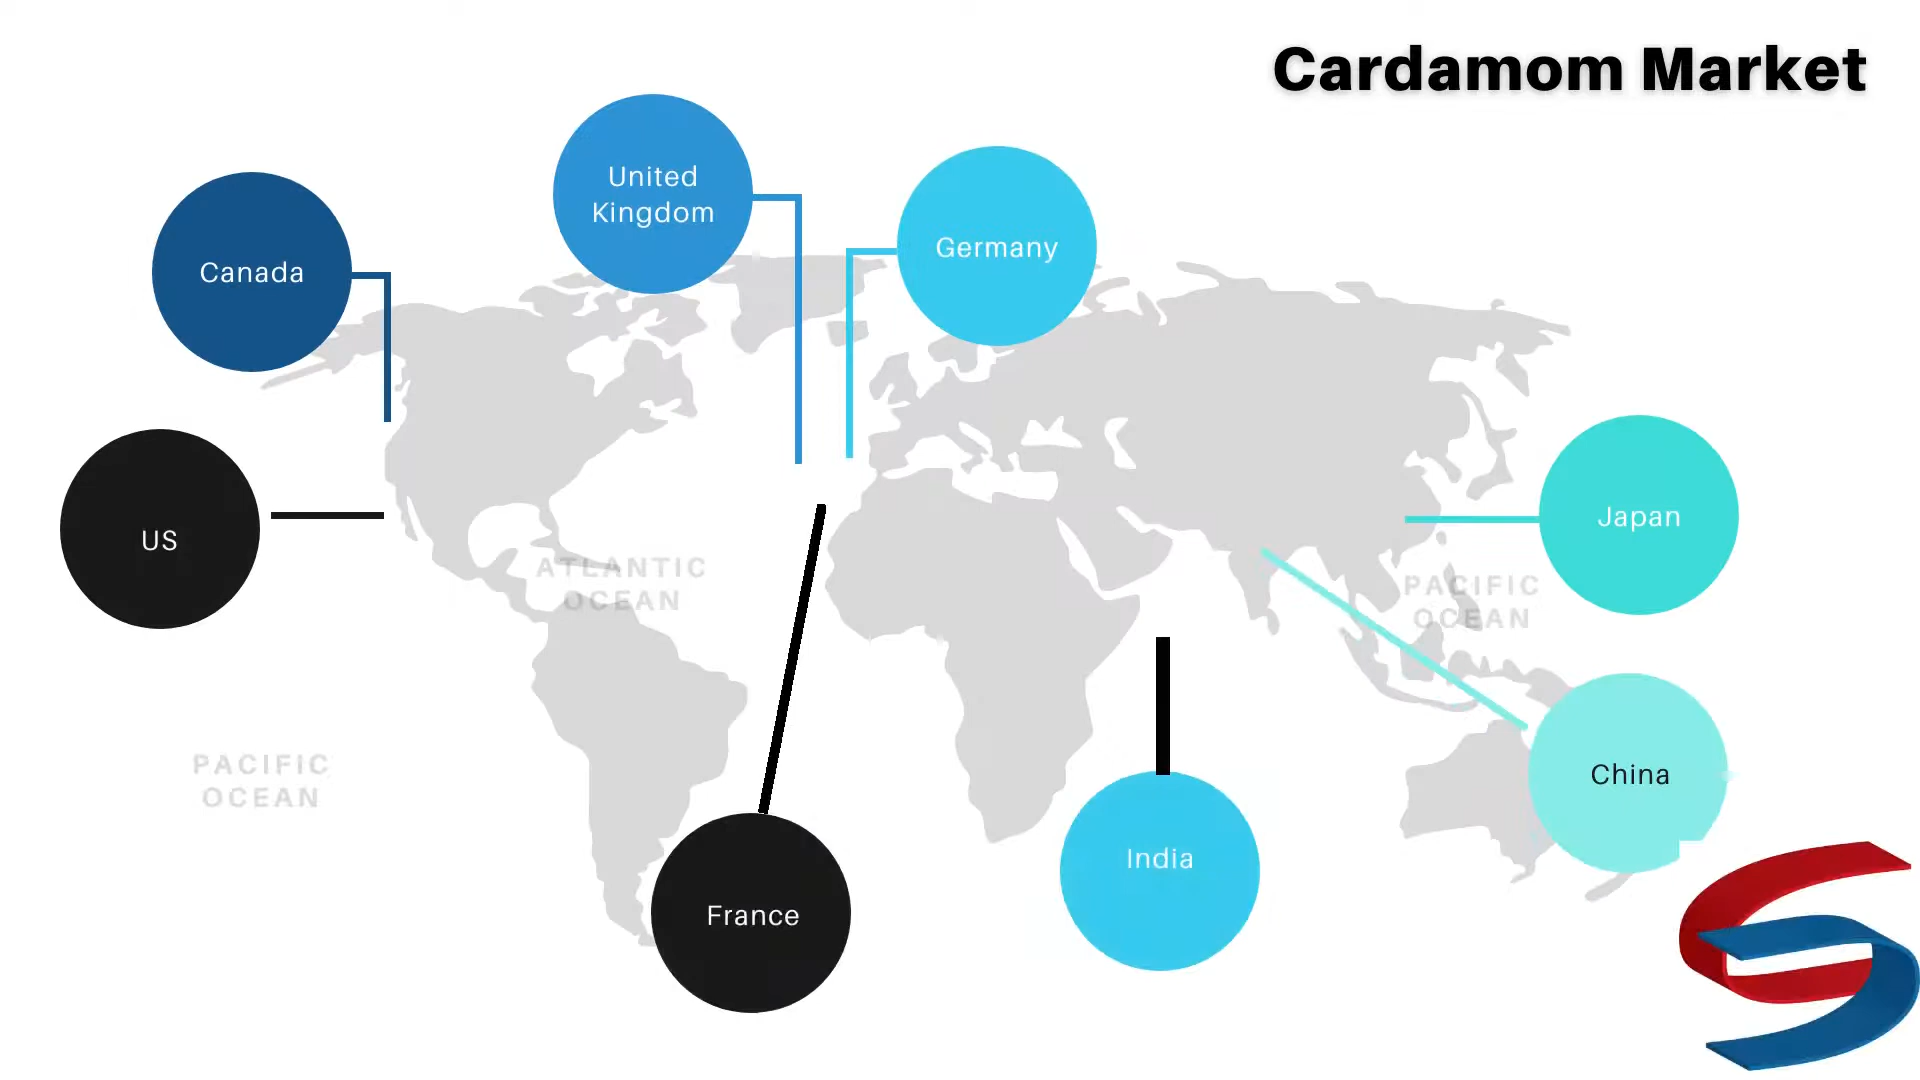 Cardamom Market
United
Kingdom
Germany
Canada
US
ATLANTIC
OCEAN
Japan
PACIFIC
OCEAN
PACIFIC
OCEAN
China
India
France